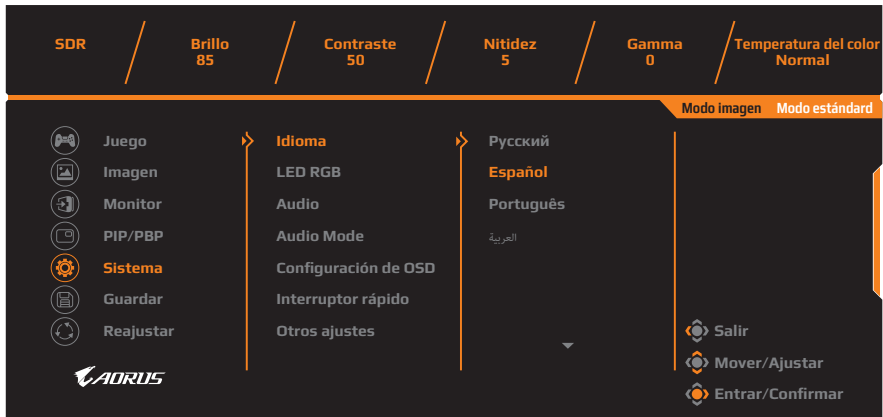 SDR
Brillo
85
Contraste
50
Nitidez
5
Gamma
0
Temperatura del color
Normal
Modo imagen Modo estándard
Juego
Imagen
Monitor
PIP/PBP
Sistema
Guardar
Reajustar
Idioma
LED RGB
Audio
Audio Mode
Configuración de OSD
Interruptor rápido
Otros ajustes
Русский
Español
Português
العربية
Salir
Mover/Ajustar
Entrar/Confirmar
AORUS